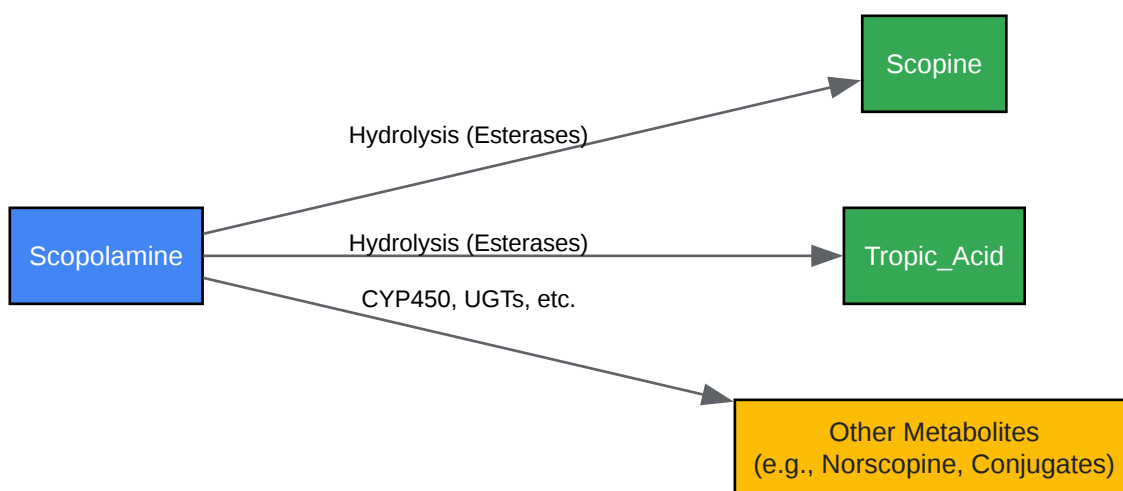 Scopine
Hydrolysis (Esterases)
Scopolamine
Hydrolysis (Esterases)
Tropic_Acid
CYP450, UGTs, etc.
Other Metabolites
(e.g., Norscopine, Conjugates)